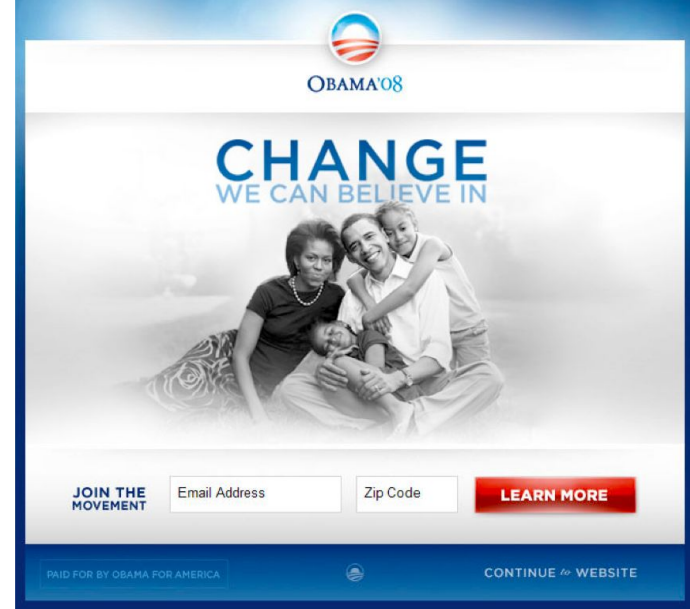 OBAMA'08
CHANGE
WE CAN BELIEVE IN
JOIN THE
MOVEMENT
Email Address
Zip Code
LEARN MORE
PAID FOR BY OBAMA FOR AMERICA
CONTINUE to WEBSITE